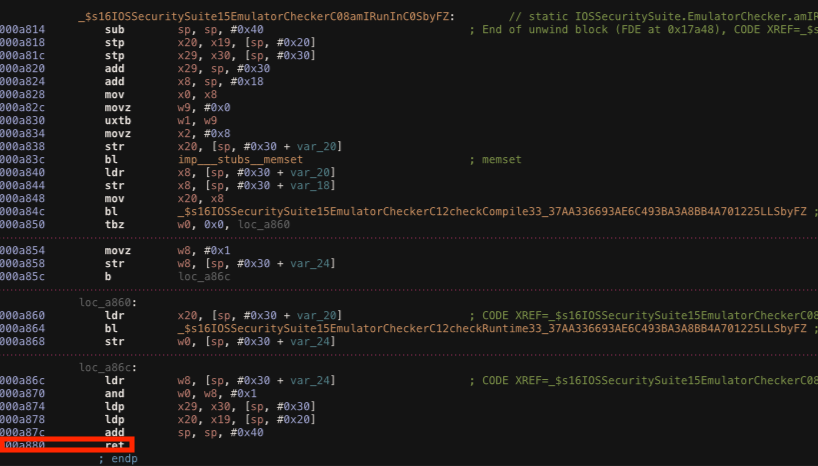 _$s16IOSSecuritySuite15EmulatorCheckerC08amIRunInC0SbyFZ: // static IOSSecuritySuite.EmulatorChecker.amIR
000a814 sub sp, sp, #0x40 ; End of unwind block (FDE at 0x17a48), CODE XREF=_$s
000a818 stp x20, x19, [sp, #0x20]
000a81c stp x29, x30, [sp, #0x30]
000a820 add x29, sp, #0x30
000a824 add x8, sp, #0x18
000a828 mov x0, x8
000a82c movz w9, #0x0
000a830 uxtb w1, w9
000a834 movz x2, #0x8
000a838 str x20, [sp, #0x30 + var_20]
000a83c bl imp___stubs__memset ; memset
000a840 ldr x8, [sp, #0x30 + var_20]
000a844 str x8, [sp, #0x30 + var_18]
000a848 mov x20, x8
000a84c bl _$s16IOSSecuritySuite15EmulatorCheckerC12checkCompile33_37AA336693AE6C493BA3A8BB4A701225LLSbyFZ ;
000a850 tbz w0, 0x0, loc_a860
000a854 movz w8, #0x1
000a858 str w8, [sp, #0x30 + var_24]
000a85c b loc_a86c
loc_a860:
000a860 ldr x20, [sp, #0x30 + var_20] ; CODE XREF=_$s16IOSSecuritySuite15EmulatorCheckerC08
000a864 bl _$s16IOSSecuritySuite15EmulatorCheckerC12checkRuntime33_37AA336693AE6C493BA3A8BB4A701225LLSbyFZ ;
000a868 str w0, [sp, #0x30 + var_24]
loc_a86c:
000a86c ldr w8, [sp, #0x30 + var_24] ; CODE XREF=_$s16IOSSecuritySuite15EmulatorCheckerC08
000a870 and w0, w8, #0x1
000a874 ldp x29, x30, [sp, #0x30]
000a878 ldp x20, x19, [sp, #0x20]
000a87c add sp, sp, #0x40
000a880 ret
; endp